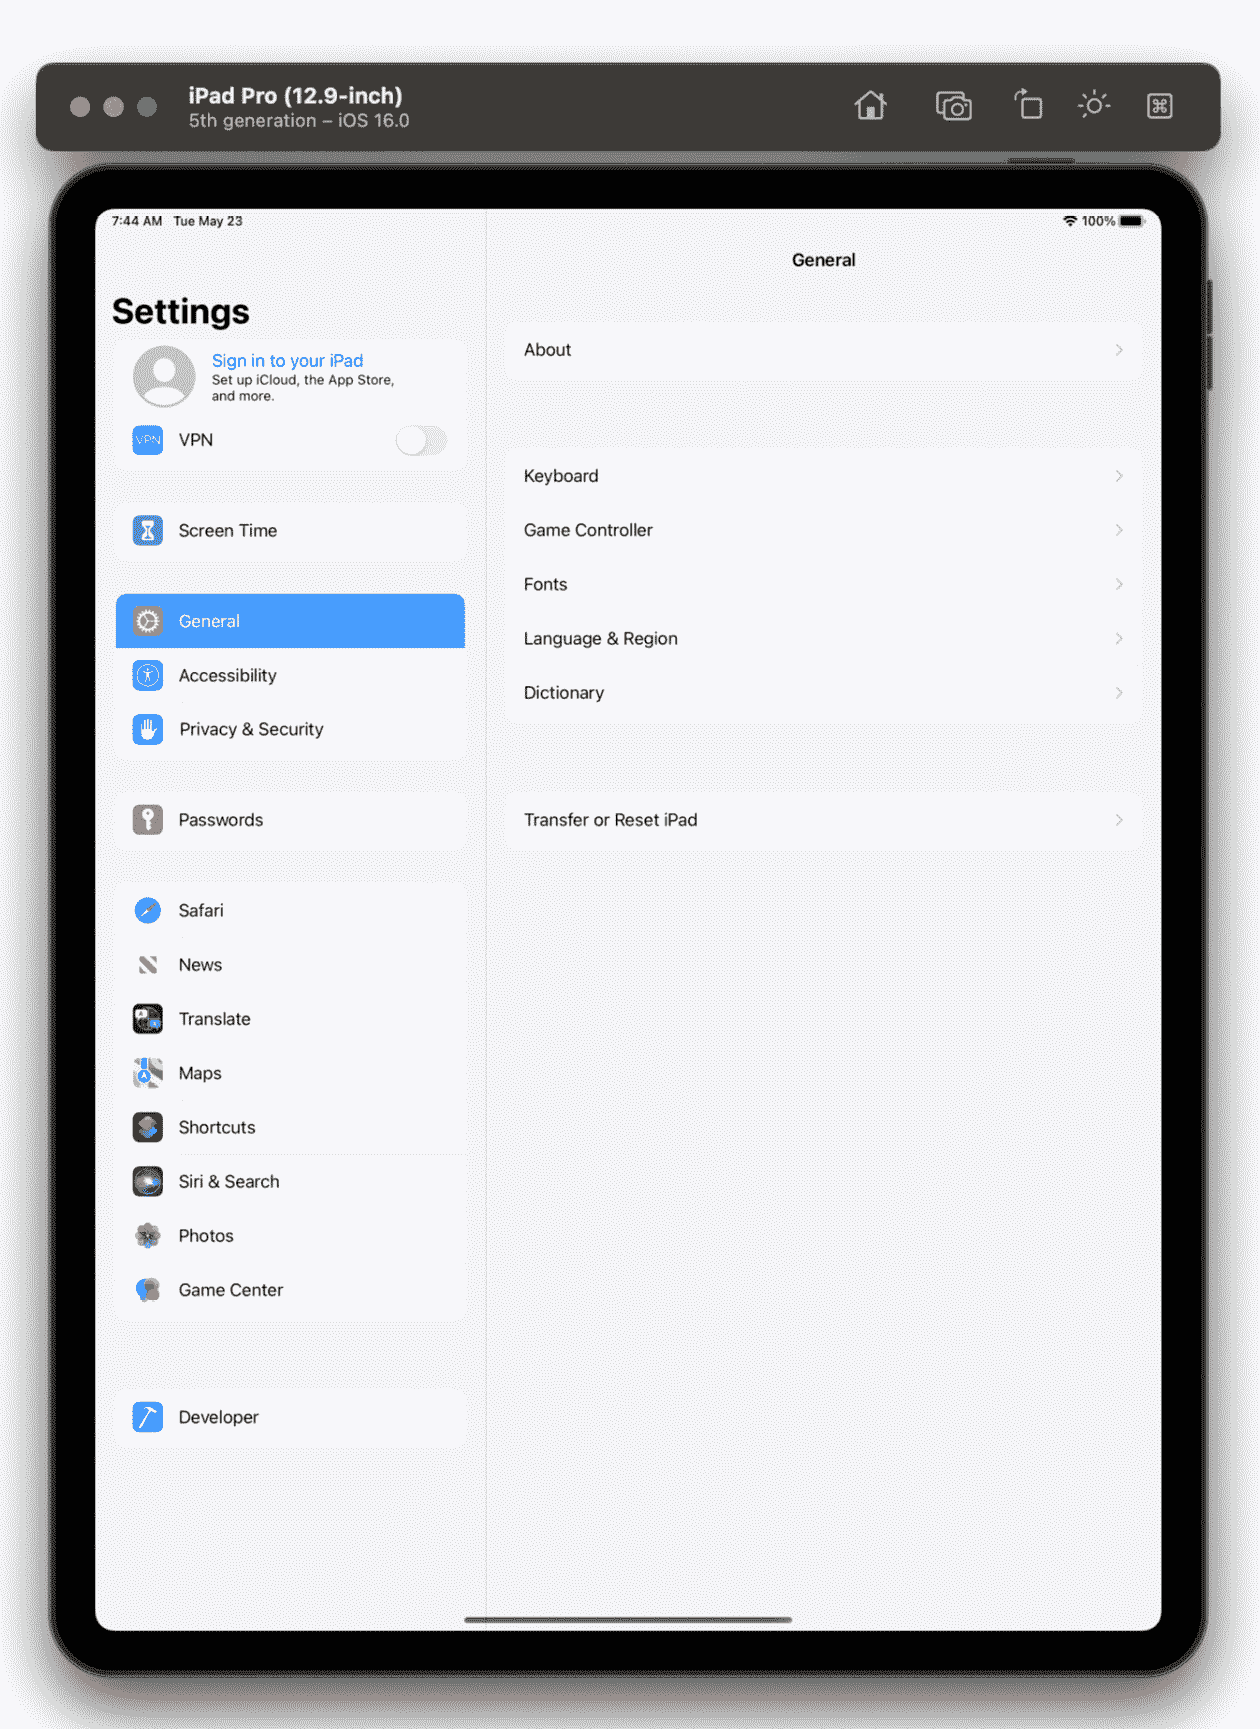 iPad Pro (12.9-inch)
5th generation – iOS 16.0
7:44 AM Tue May 23
100%
Settings
Sign in to your iPad
Set up iCloud, the App Store,
and more.
VPN VPN
Screen Time
General
Accessibility
Privacy & Security
Passwords
Safari
News
Translate
Maps
Shortcuts
Siri & Search
Photos
Game Center
Developer
General
About
Keyboard
Game Controller
Fonts
Language & Region
Dictionary
Transfer or Reset iPad